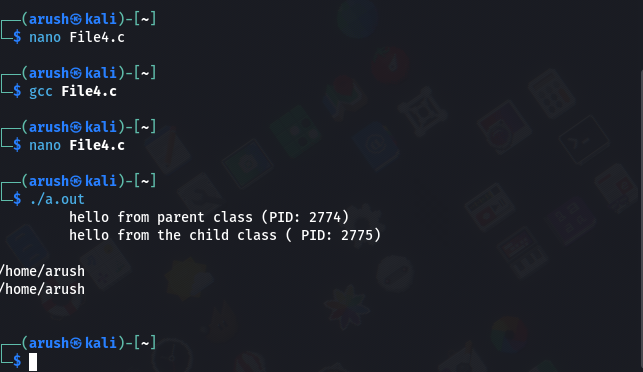 ┌──(arush㉿kali)-[~]
└─$ nano File4.c
┌──(arush㉿kali)-[~]
└─$ gcc File4.c
┌──(arush㉿kali)-[~]
└─$ nano File4.c
┌──(arush㉿kali)-[~]
└─$ ./a.out
hello from parent class (PID: 2774)
hello from the child class ( PID: 2775)
/home/arush
/home/arush
┌──(arush㉿kali)-[~]
└─$